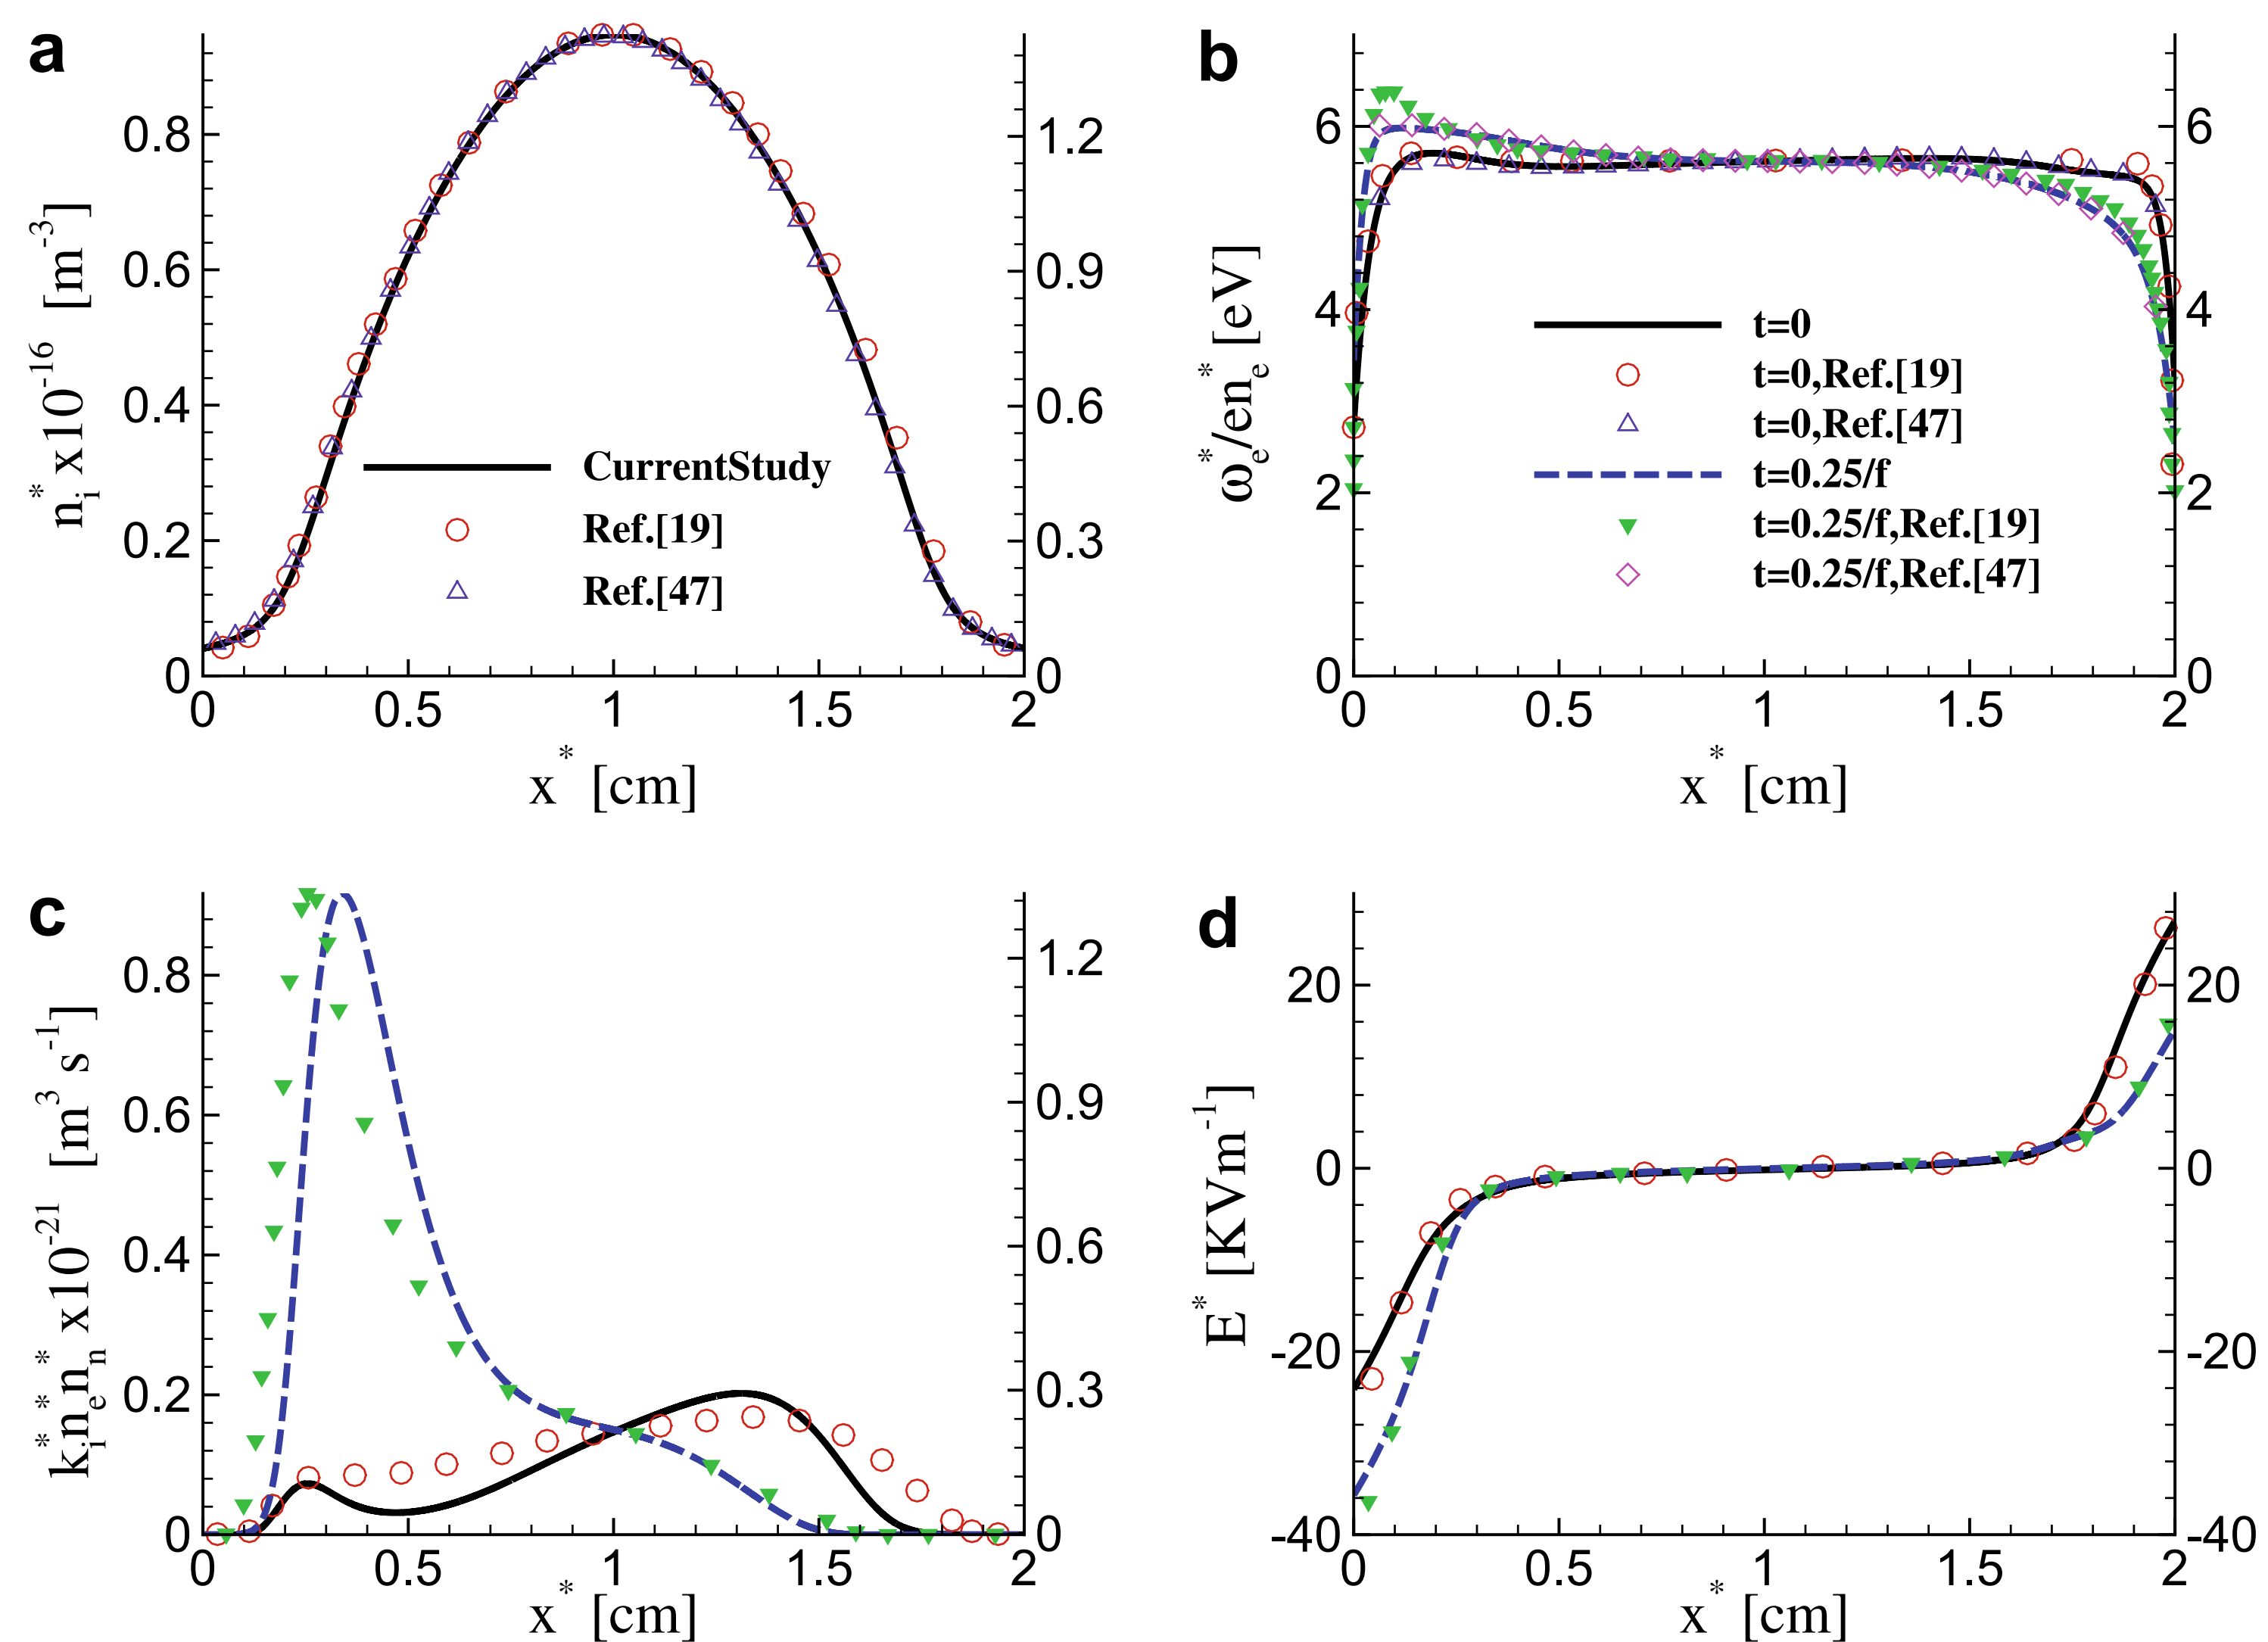 a
n_i^* x10^-16 [m^-3]
0.8
0.6
0.4
0.2
0
1.2
0.9
0.6
0.3
0
CurrentStudy
Ref.[19]
Ref.[47]
0 0.5 1 1.5 2
x^* [cm]
b
ω_e^*/en_e^* [eV]
6
4
2
0
6
4
2
0
t=0
t=0,Ref.[19]
t=0,Ref.[47]
t=0.25/f
t=0.25/f,Ref.[19]
t=0.25/f,Ref.[47]
0 0.5 1 1.5 2
x^* [cm]
c
k_i^*n_e^*n_n^* x10^-21 [m^3 s^-1]
0.8
0.6
0.4
0.2
0
1.2
0.9
0.6
0.3
0
0 0.5 1 1.5 2
x^* [cm]
d
E^* [KVm^-1]
20
0
-20
-40
20
0
-20
-40
0 0.5 1 1.5 2
x^* [cm]